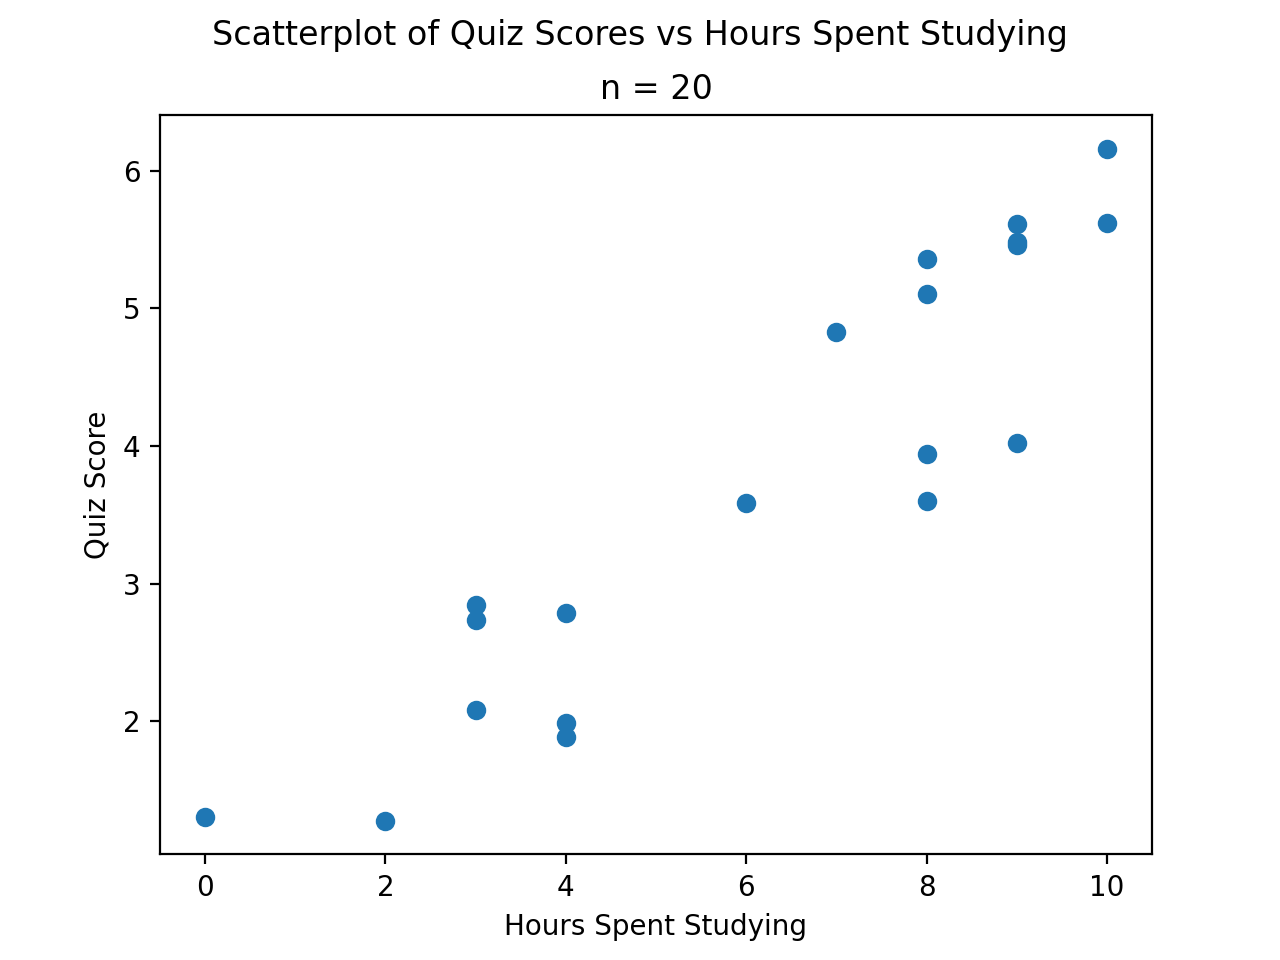 Scatterplot of Quiz Scores vs Hours Spent Studying
n = 20
6
5
4
3
2
Quiz Score
0 2 4 6 8 10
Hours Spent Studying